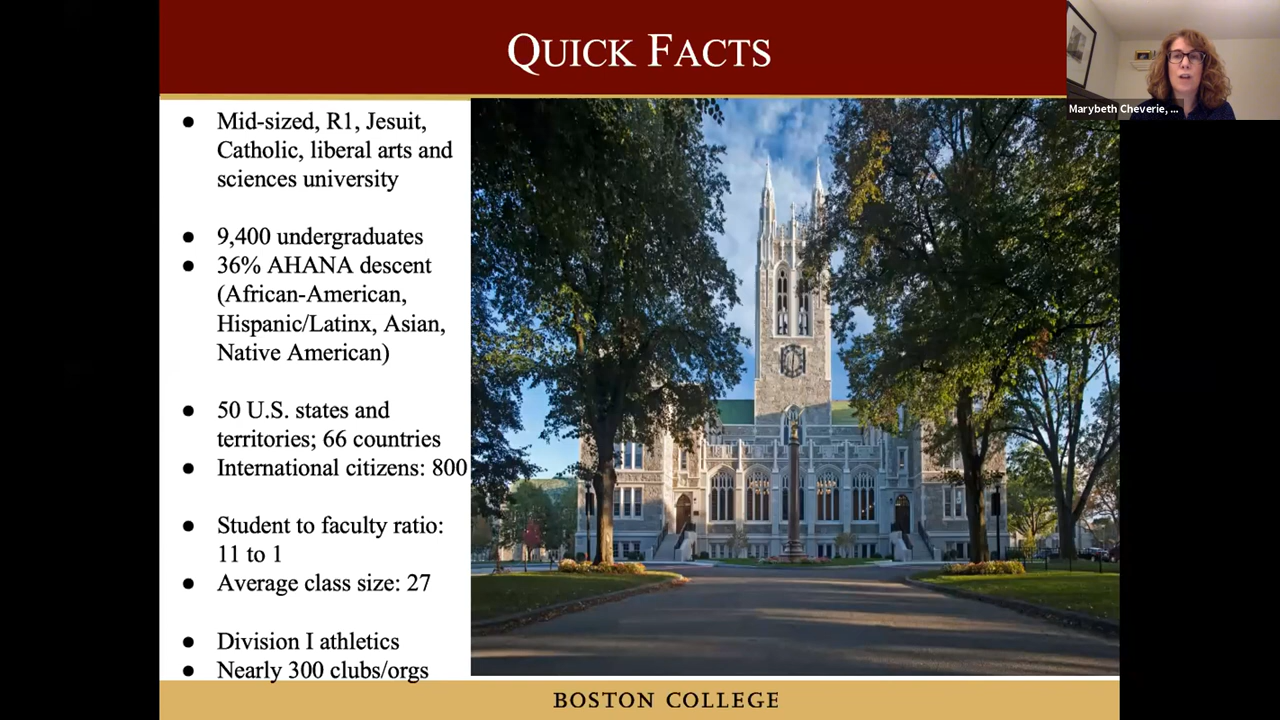 QUICK FACTS
Marybeth Cheverie, ...
● Mid-sized, R1, Jesuit,
Catholic, liberal arts and
sciences university
● 9,400 undergraduates
● 36% AHANA descent
(African-American,
Hispanic/Latinx, Asian,
Native American)
● 50 U.S. states and
territories; 66 countries
● International citizens: 800
● Student to faculty ratio:
11 to 1
● Average class size: 27
● Division I athletics
● Nearly 300 clubs/orgs
BOSTON COLLEGE